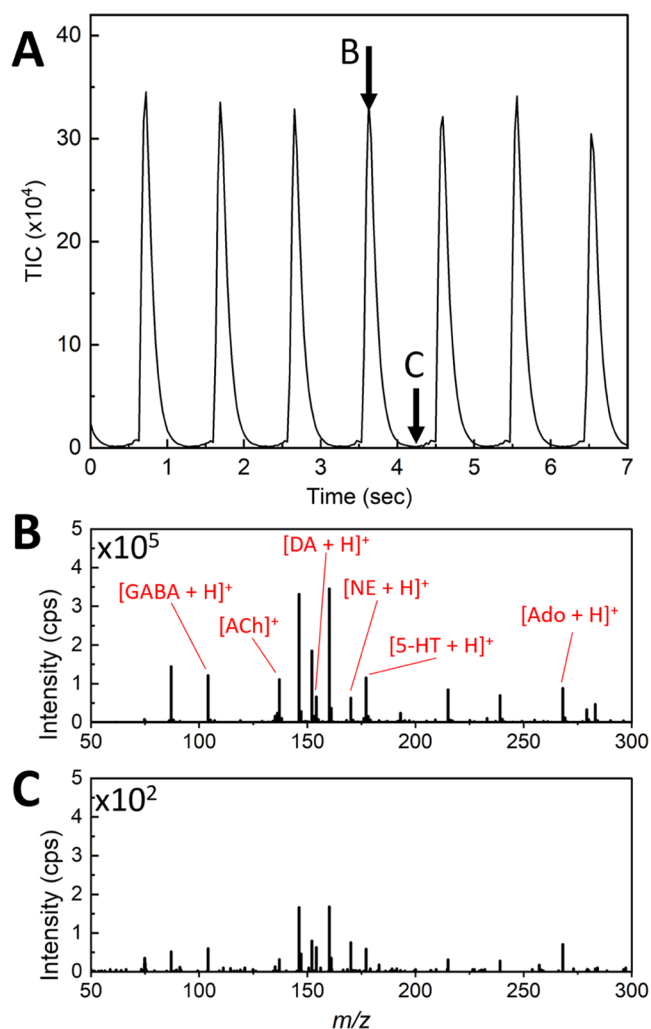 A
TIC (x10⁴)
40
30
20
10
0
B
C
0 1 2 3 4 5 6 7
Time (sec)
B
x10⁵
Intensity (cps)
5
4
3
2
1
0
[DA + H]⁺
[GABA + H]⁺
[NE + H]⁺
[ACh]⁺
[5-HT + H]⁺
[Ado + H]⁺
50 100 150 200 250 300
C
x10²
Intensity (cps)
5
4
3
2
1
0
50 100 150 200 250 300
m/z